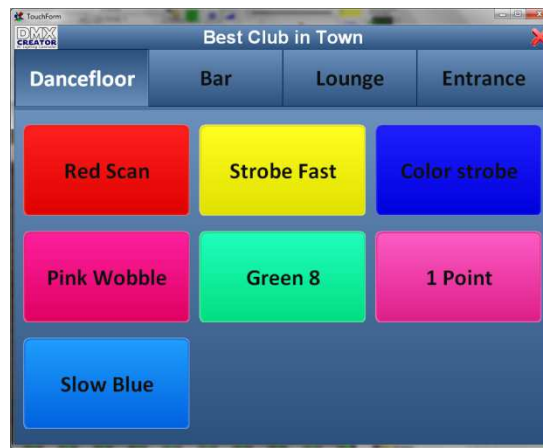 TouchForm
DMX
CREATOR
Best Club in Town
Dancefloor Bar Lounge Entrance
Red Scan Strobe Fast Color strobe
Pink Wobble Green 8 1 Point
Slow Blue